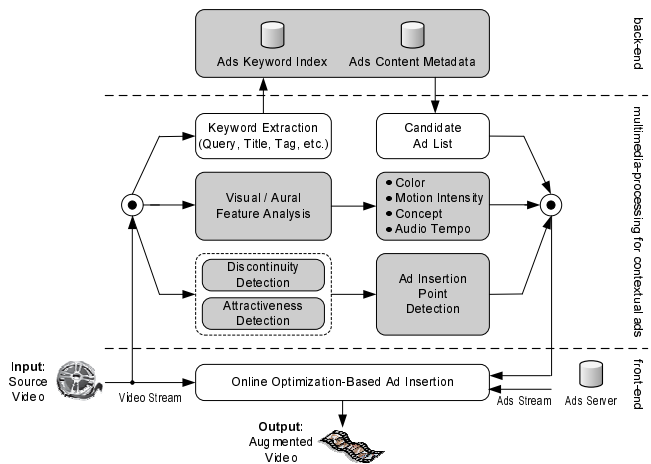 Ads Keyword Index
Ads Content Metadata
back-end
Keyword Extraction
(Query, Title, Tag, etc.)
Candidate
Ad List
Visual / Aural
Feature Analysis
Color
Motion Intensity
Concept
Audio Tempo
Discontinuity
Detection
Attractiveness
Detection
Ad Insertion
Point
Detection
multimedia-processing for contextual ads
Input:
Source
Video
Video Stream
Online Optimization-Based Ad Insertion
Ads Stream
Ads Server
front-end
Output:
Augmented
Video